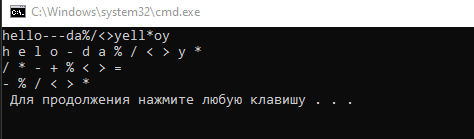 C:\Windows\system32\cmd.exe
hello---da%/<>yell*oy
h e l o - d a % / < > y *
/ * - + % < > =
- % / < > *
Для продолжения нажмите любую клавишу . . .